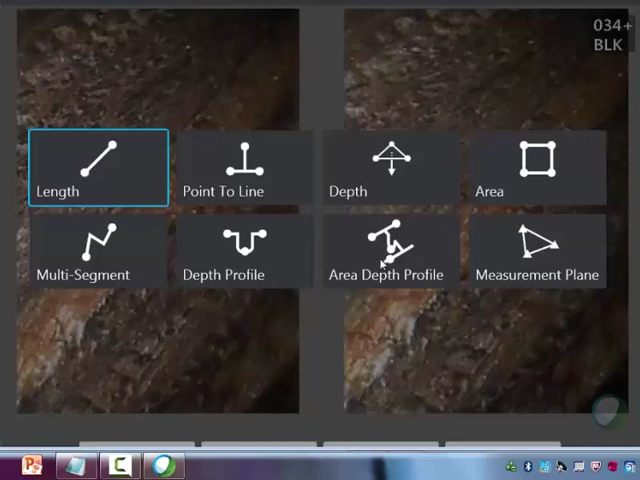 034+
BLK
Length
Point To Line
Depth
Area
Multi-Segment
Depth Profile
Area Depth Profile
Measurement Plane